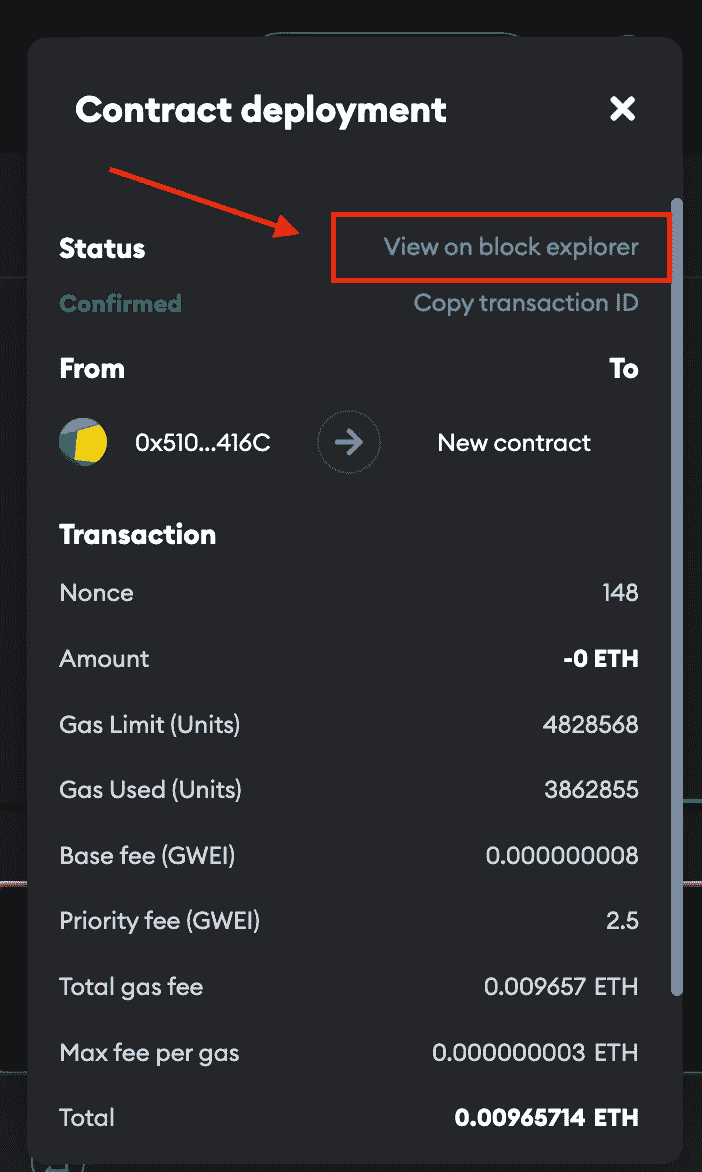 Contract deployment
Status View on block explorer
Confirmed Copy transaction ID
From To
0x510...416C New contract
Transaction
Nonce 148
Amount -0 ETH
Gas Limit (Units) 4828568
Gas Used (Units) 3862855
Base fee (GWEI) 0.000000008
Priority fee (GWEI) 2.5
Total gas fee 0.009657 ETH
Max fee per gas 0.000000003 ETH
Total 0.00965714 ETH